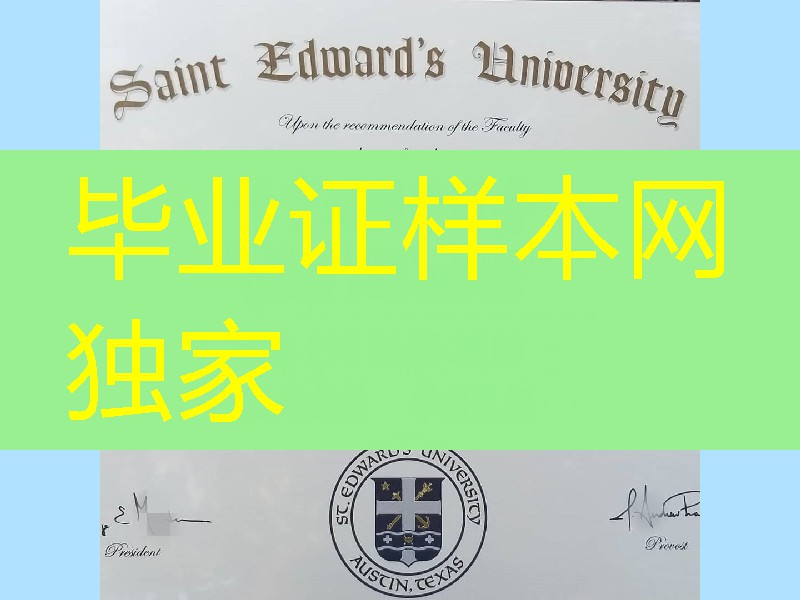 Saint Edward's University
Upon the recommendation of the Faculty
毕业证样本网
独家
ST. EDWARD'S UNIVERSITY
AUSTIN, TEXAS
President
Provost